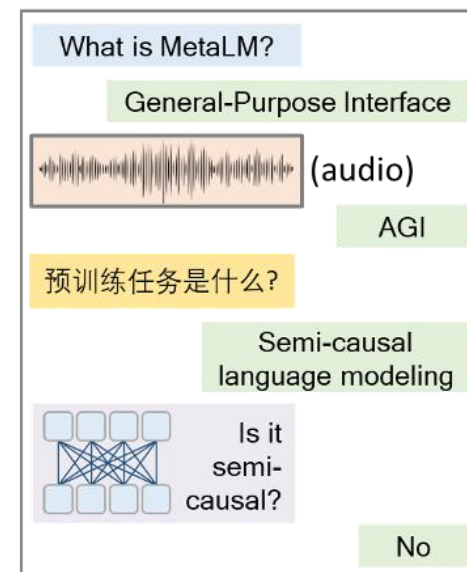 What is MetaLM?
General-Purpose Interface
(audio)
AGI
预训练任务是什么?
Semi-causal
language modeling
Is it
semi-
causal?
No